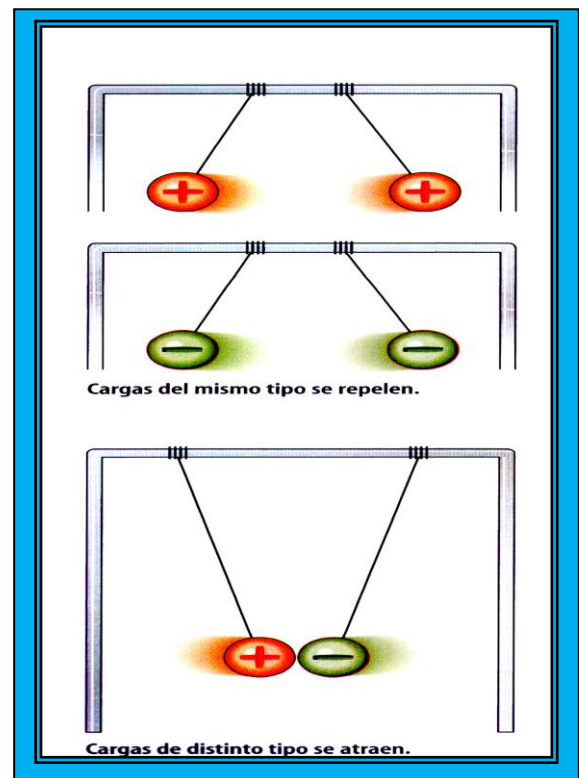 Cargas del mismo tipo se repelen.
Cargas de distinto tipo se atraen.